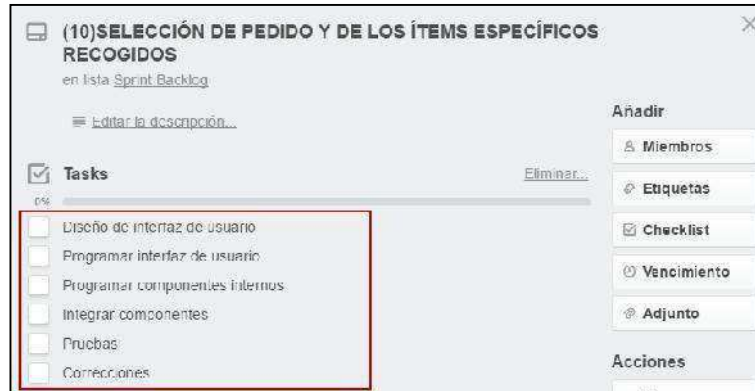 (10)SELECCIÓN DE PEDIDO Y DE LOS ÍTEMS ESPECÍFICOS
RECOGIDOS
en lista Sprint Backlog
Editar la descripción...
Tasks
Eliminar...
0%
Diseño de interfaz de usuario
Programar interfaz de usuario
Programar componentes internos
Integrar componentes
Pruebas
Correcciones
Añadir
Miembros
Etiquetas
Checklist
Vencimiento
Adjunto
Acciones